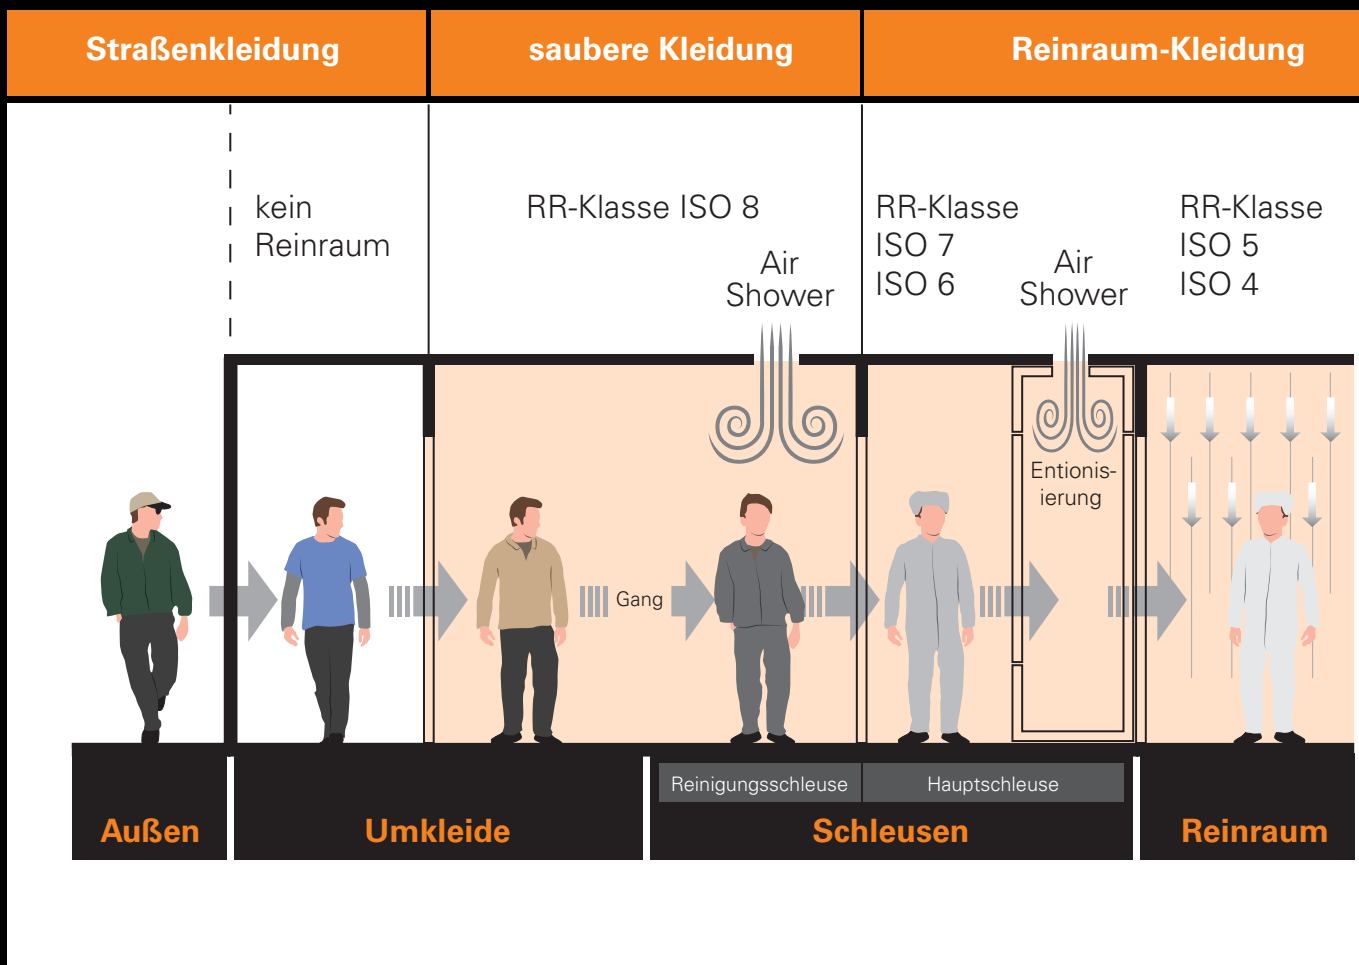 Straßenkleidung
saubere Kleidung
Reinraum-Kleidung
kein
Reinraum
RR-Klasse ISO 8
Air
Shower
RR-Klasse
ISO 7
ISO 6
Air
Shower
RR-Klasse
ISO 5
ISO 4
Entionis-
ierung
Gang
Reinigungsschleuse
Hauptschleuse
Außen
Umkleide
Schleusen
Reinraum